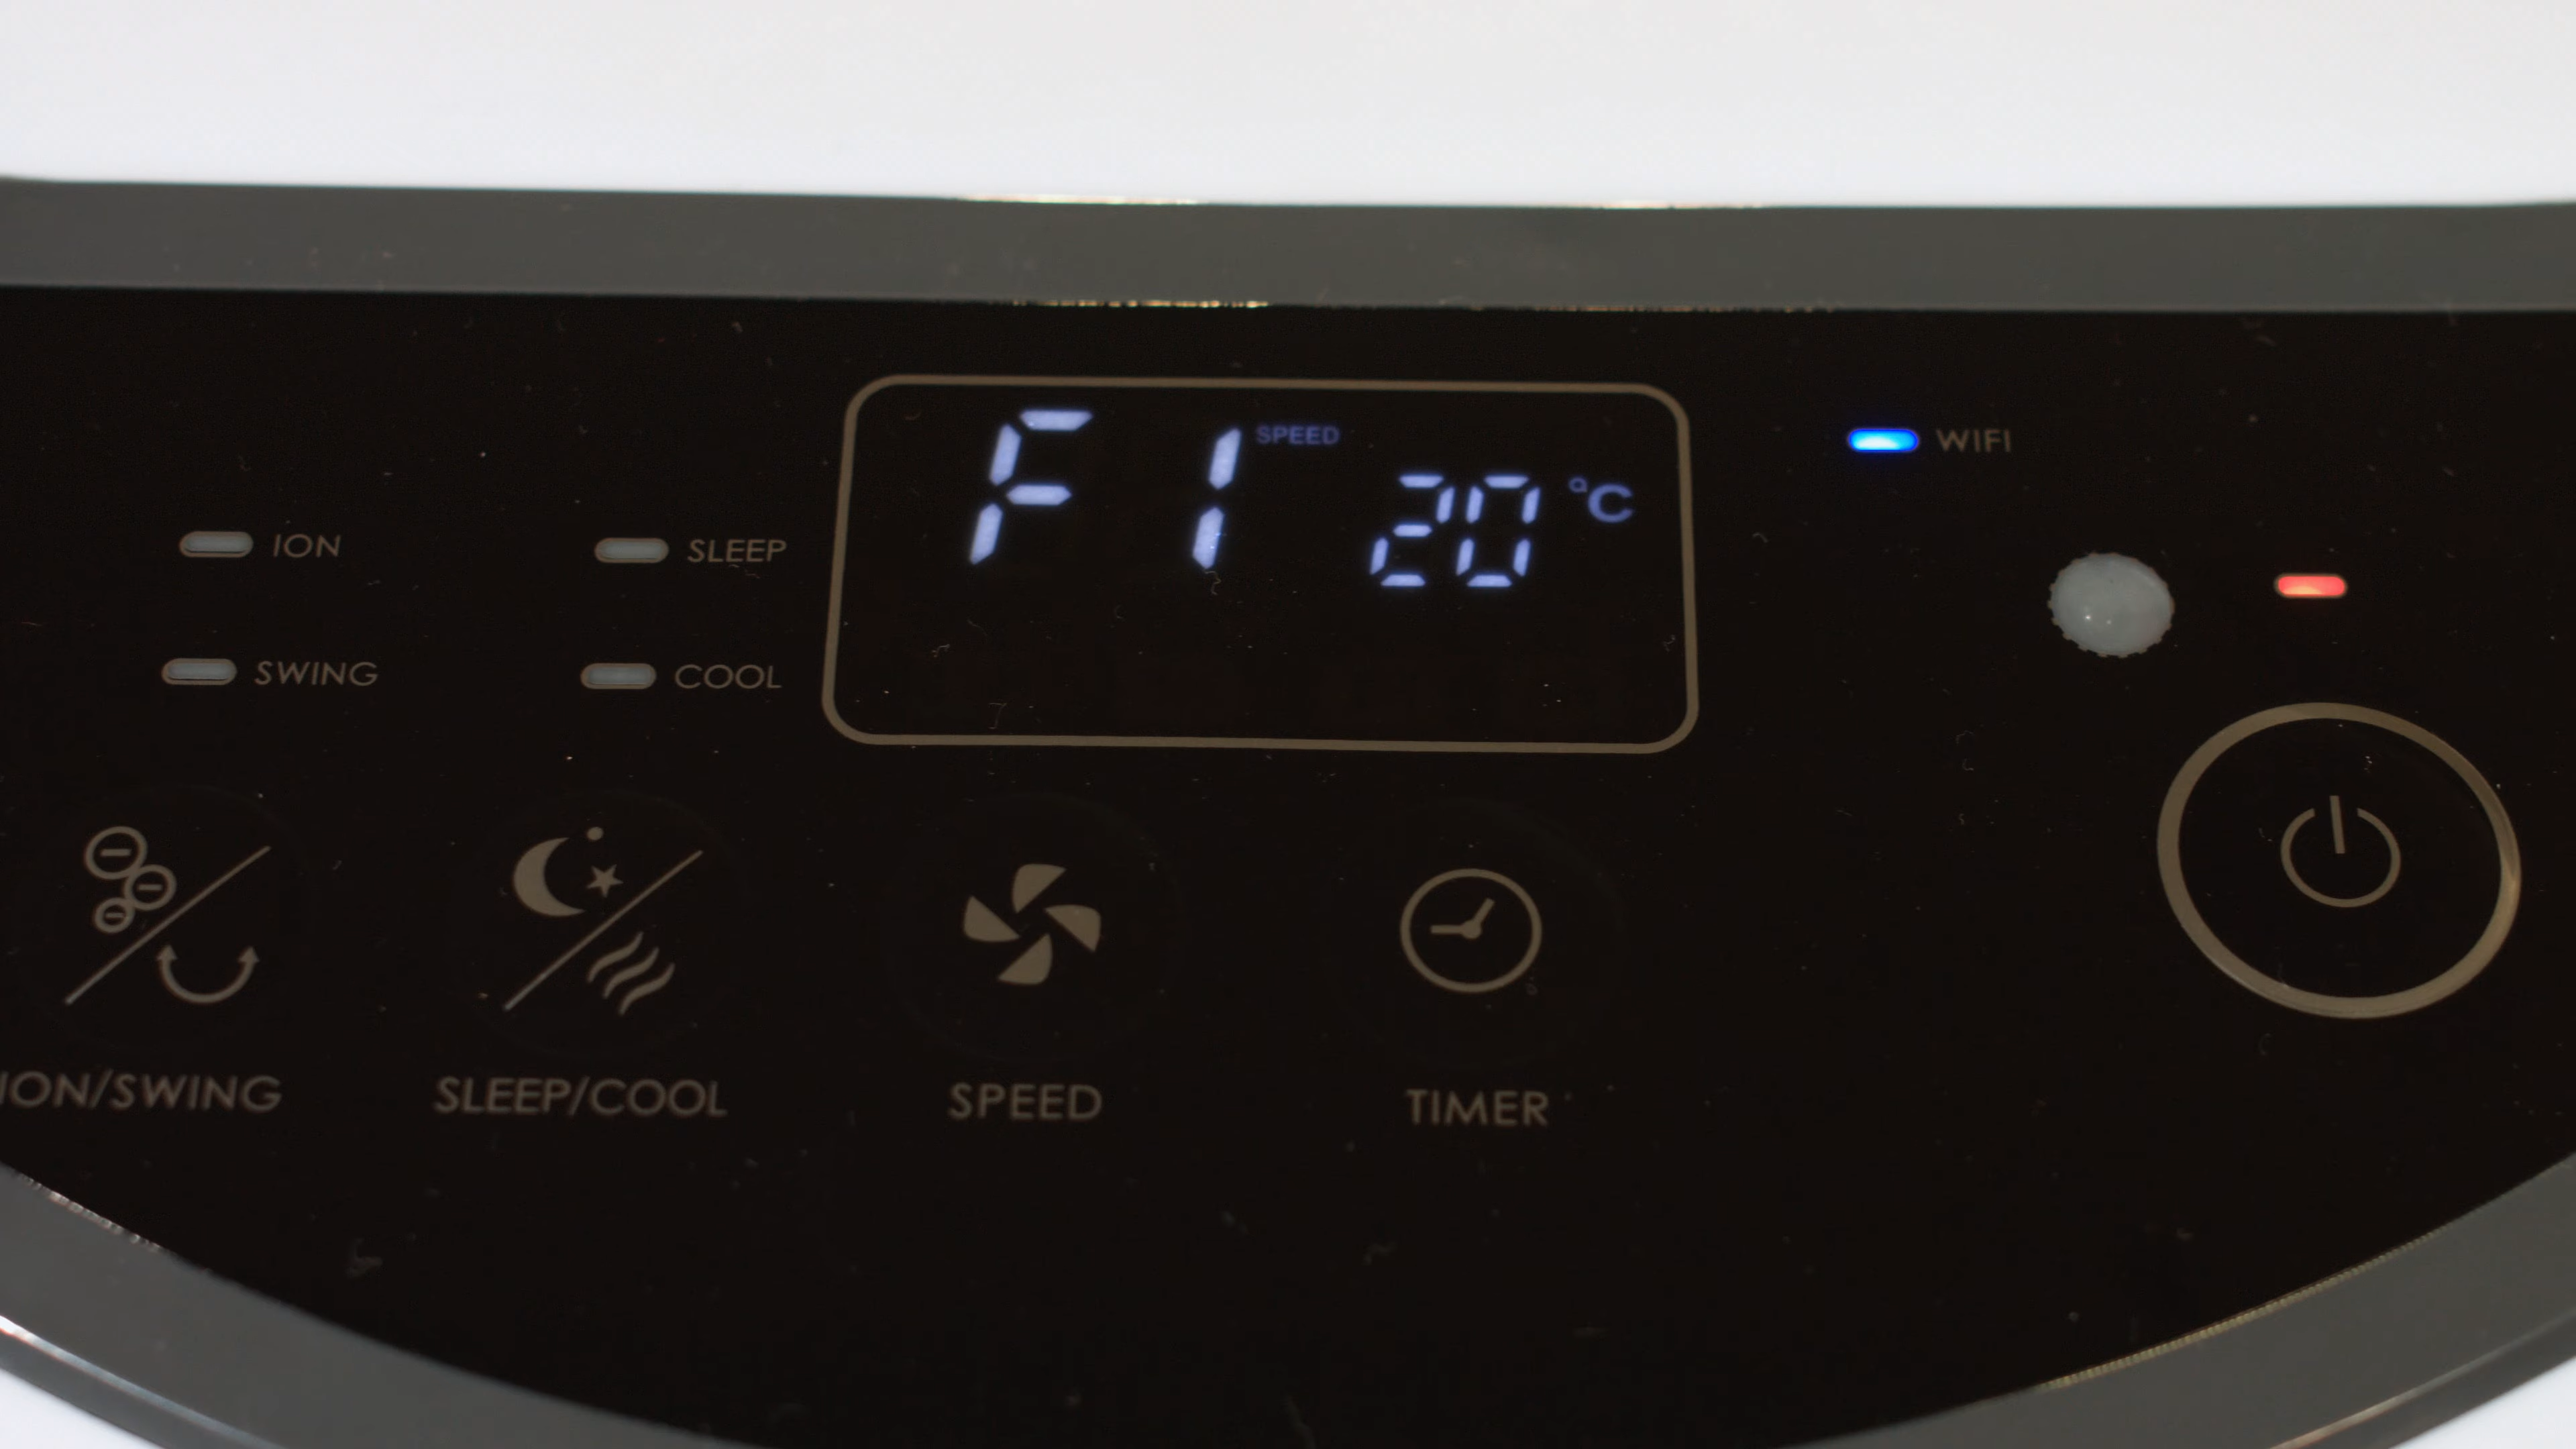 F1 SPEED 20 °C
WIFI
ION
SLEEP
SWING
COOL
ION/SWING
SLEEP/COOL
SPEED
TIMER